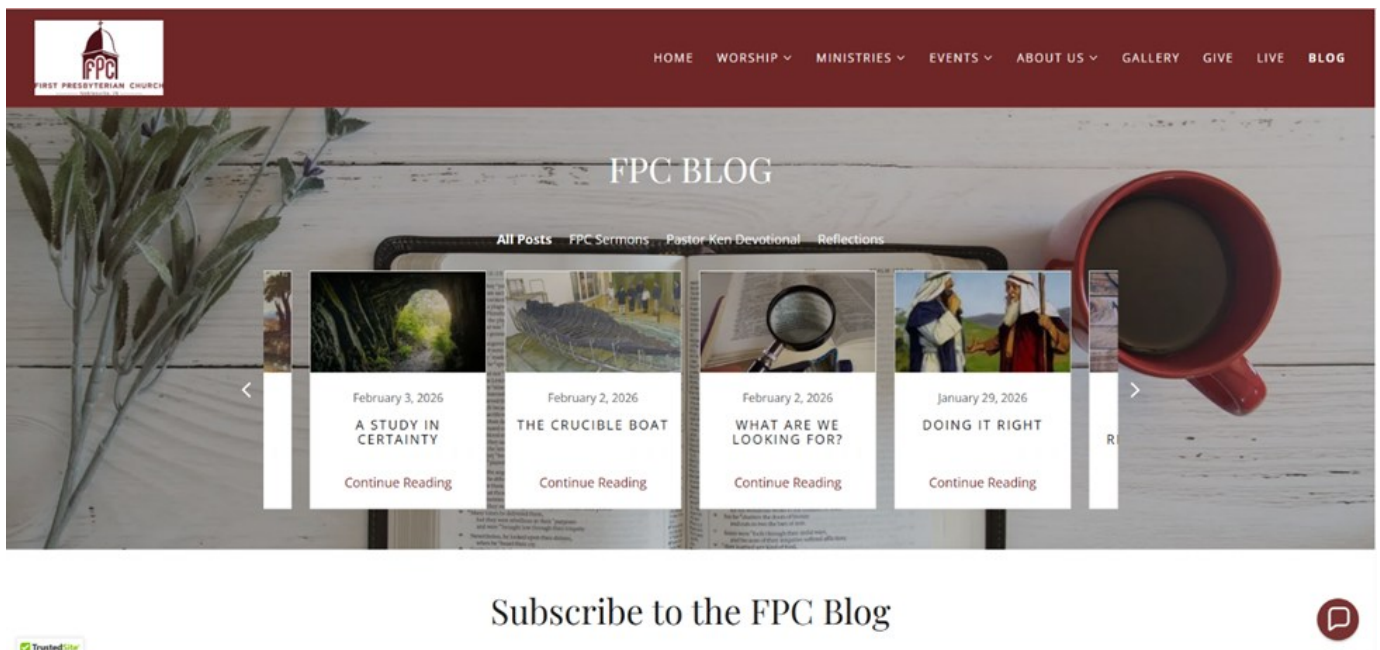 FPC
FIRST PRESBYTERIAN CHURCH
HOME WORSHIP MINISTRIES EVENTS ABOUT US GALLERY GIVE LIVE BLOG
FPC BLOG
All Posts FPC Sermons Pastor Ken Devotional Reflections
February 3, 2026
A STUDY IN
CERTAINTY
Continue Reading
February 2, 2026
THE CRUCIBLE BOAT
Continue Reading
February 2, 2026
WHAT ARE WE
LOOKING FOR?
Continue Reading
January 29, 2026
DOING IT RIGHT
Continue Reading
Subscribe to the FPC Blog
TrustedSite